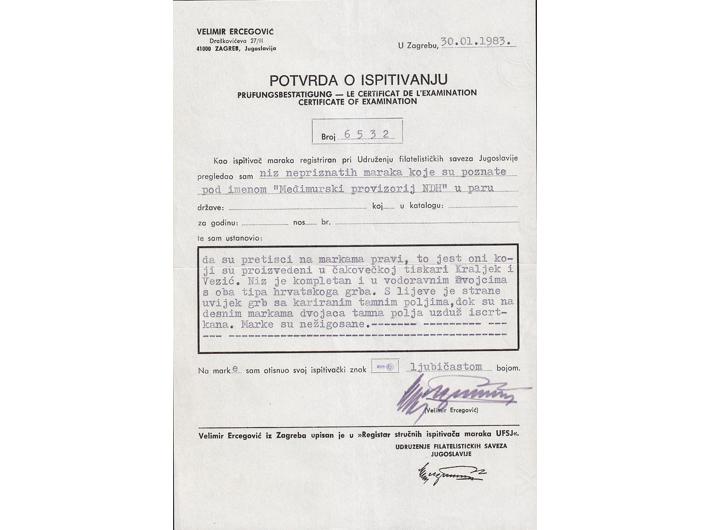 VELIMIR ERCEGOVIĆ
Draškovićeva 27/II
41000 ZAGREB, Jugoslavija
U Zagrebu, 30.01.1983.
POTVRDA O ISPITIVANJU
PRÜFUNGSBESTÄTIGUNG — LE CERTIFICAT DE L'EXAMINATION
CERTIFICATE OF EXAMINATION
Broj 6532
Kao ispitivač maraka registriran pri Udruženju filatelističkih saveza Jugoslavije
pregledao sam niz nepriznatih maraka koje su poznate
pod imenom "Međimurski provizorij NDH" u paru
države: koj u katalogu:
za godinu: nos br.
te sam ustanovio:
da su pretisci na markama pravi, to jest oni ko-
ji su proizvedeni u čakovečkoj tiskari Kraljek i
Vezić. Niz je kompletan i u vodoravnim dvojcima
s oba tipa hrvatskoga grba. S lijeve je strane
uvijek grb sa kariranim tamnim poljima,dok su na
desnim markama dvojaca tamna polja uzduž iscrt-
kana. Marke su nežigosane.
Na marke sam otisnuo svoj ispitivački znak ljubičastom bojom.
(Velimir Ercegović)
Velimir Ercegović iz Zagreba upisan je u »Registar stručnih ispitivača maraka UFSJ«.
UDRUŽENJE FILATELISTIČKIH SAVEZA
JUGOSLAVIJE